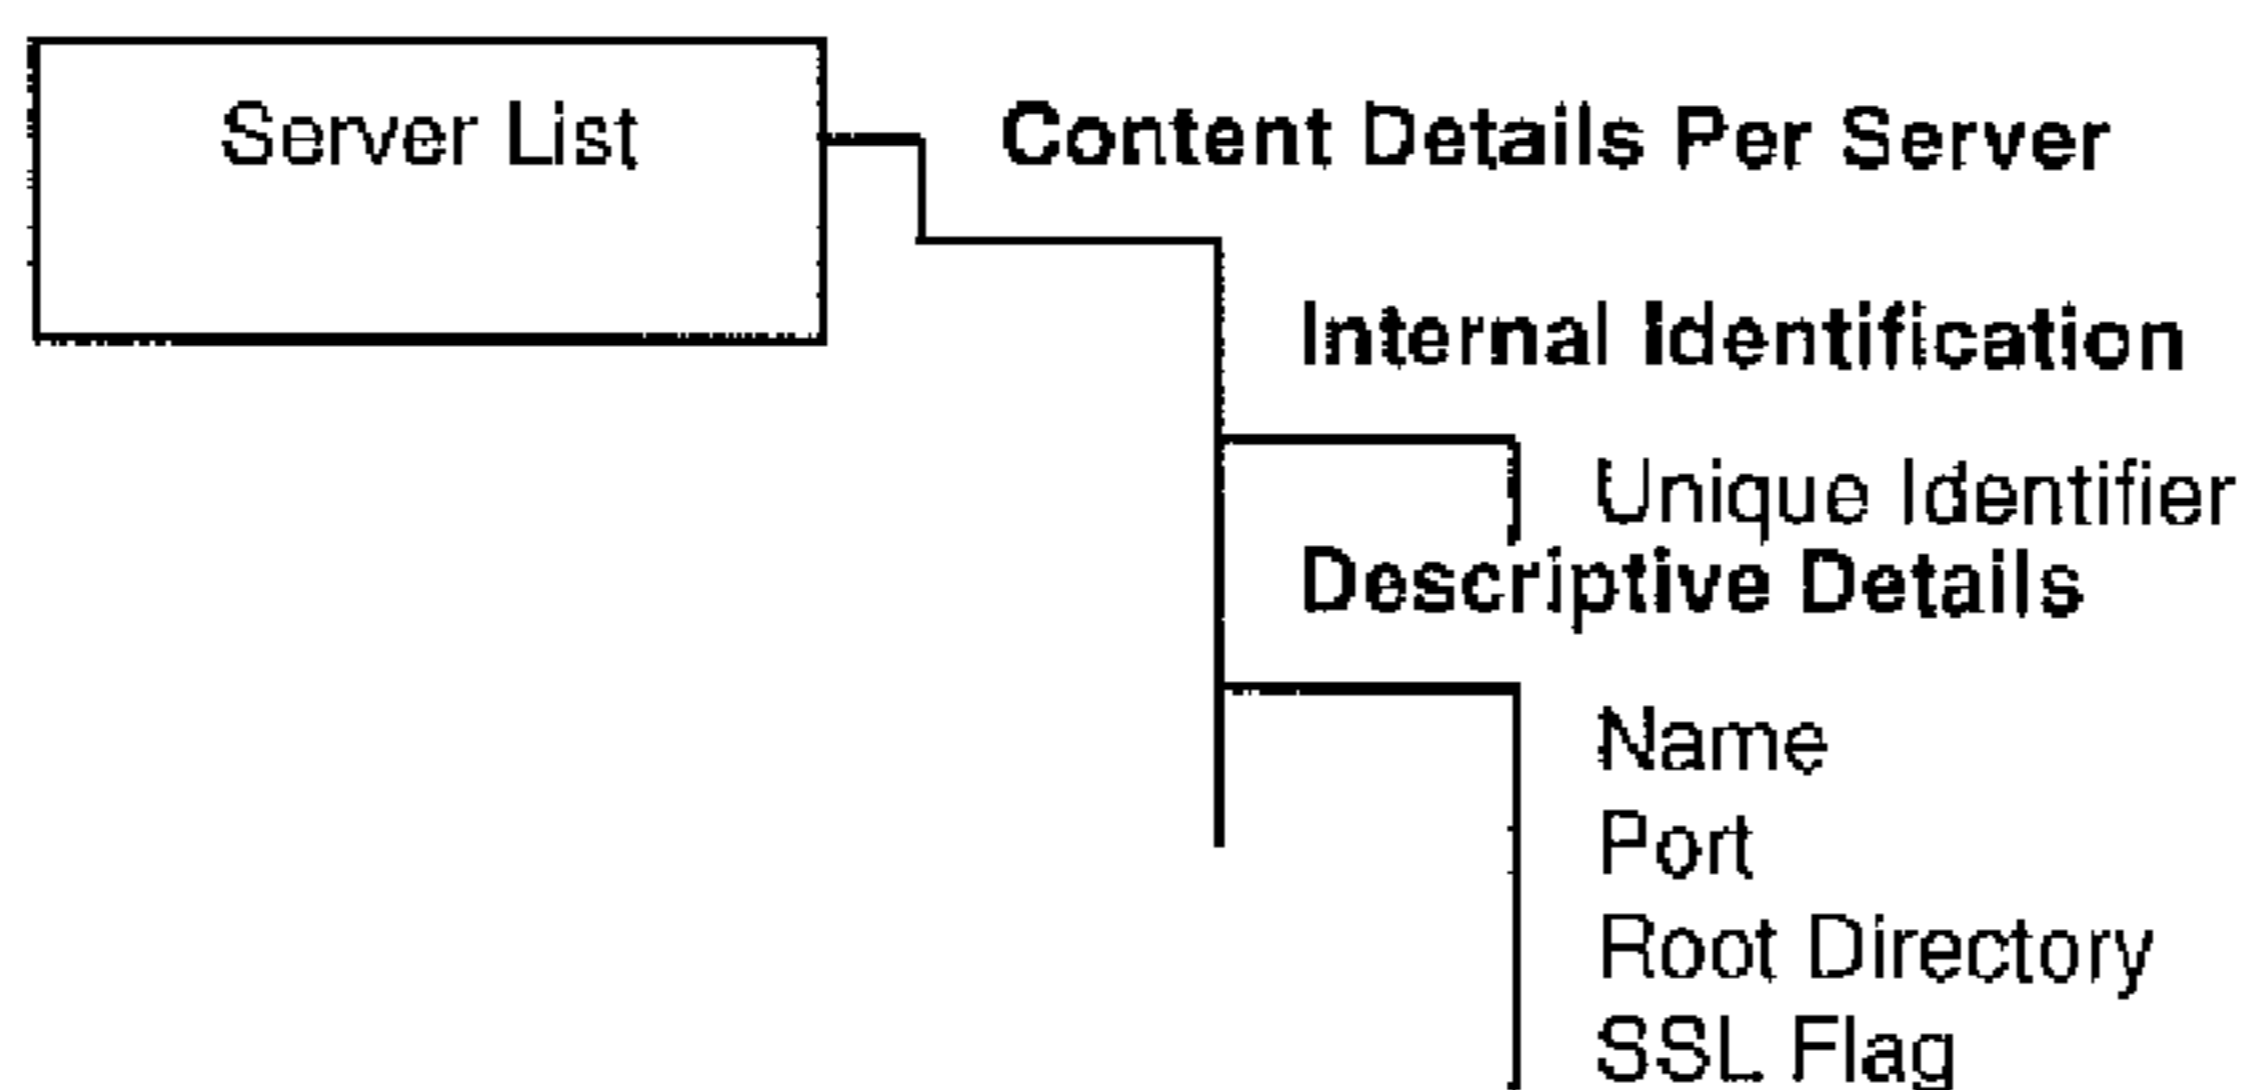 Server List
Content Details Per Server
Internal Identification
Unique Identifier
Descriptive Details
Name
Port
Root Directory
SSL Flag